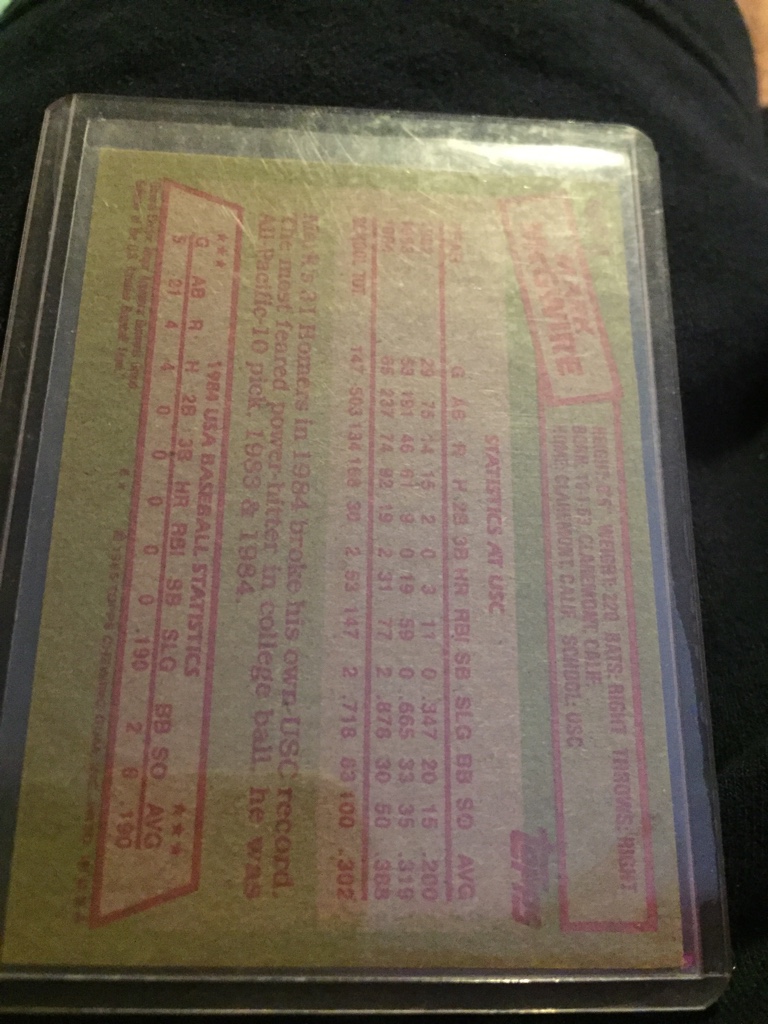 MARK
McGWIRE
HEIGHT: 6'5" WEIGHT: 220 BATS: RIGHT THROWS: RIGHT
BORN: 10-1-63, CLAREMONT, CALIF.
HOME: CLAREMONT, CALIF. SCHOOL: USC
STATISTICS AT USC
YEAR G AB R H 2B 3B HR RBI SB SLG BB SO AVG
29 75 14 15 2 0 3 11 0 .347 20 15 .200
53 191 46 61 9 0 19 59 0 .665 33 35 .319
237 74 92 19 2 31 77 2 .878 30 50 .388
147 503 134 168 30 2 53 147 2 .718 83 100 .302
Mark's 31 Homers in 1984 broke his own USC record.
The most feared power-hitter in college ball, he was
All-Pacific-10 pick, 1983 & 1984.
★★★ 1984 USA BASEBALL STATISTICS ★★★
G AB R H 2B 3B HR RBI SB SLG BB SO AVG
5 21 4 4 0 0 0 0 0 .190 2 6 .190